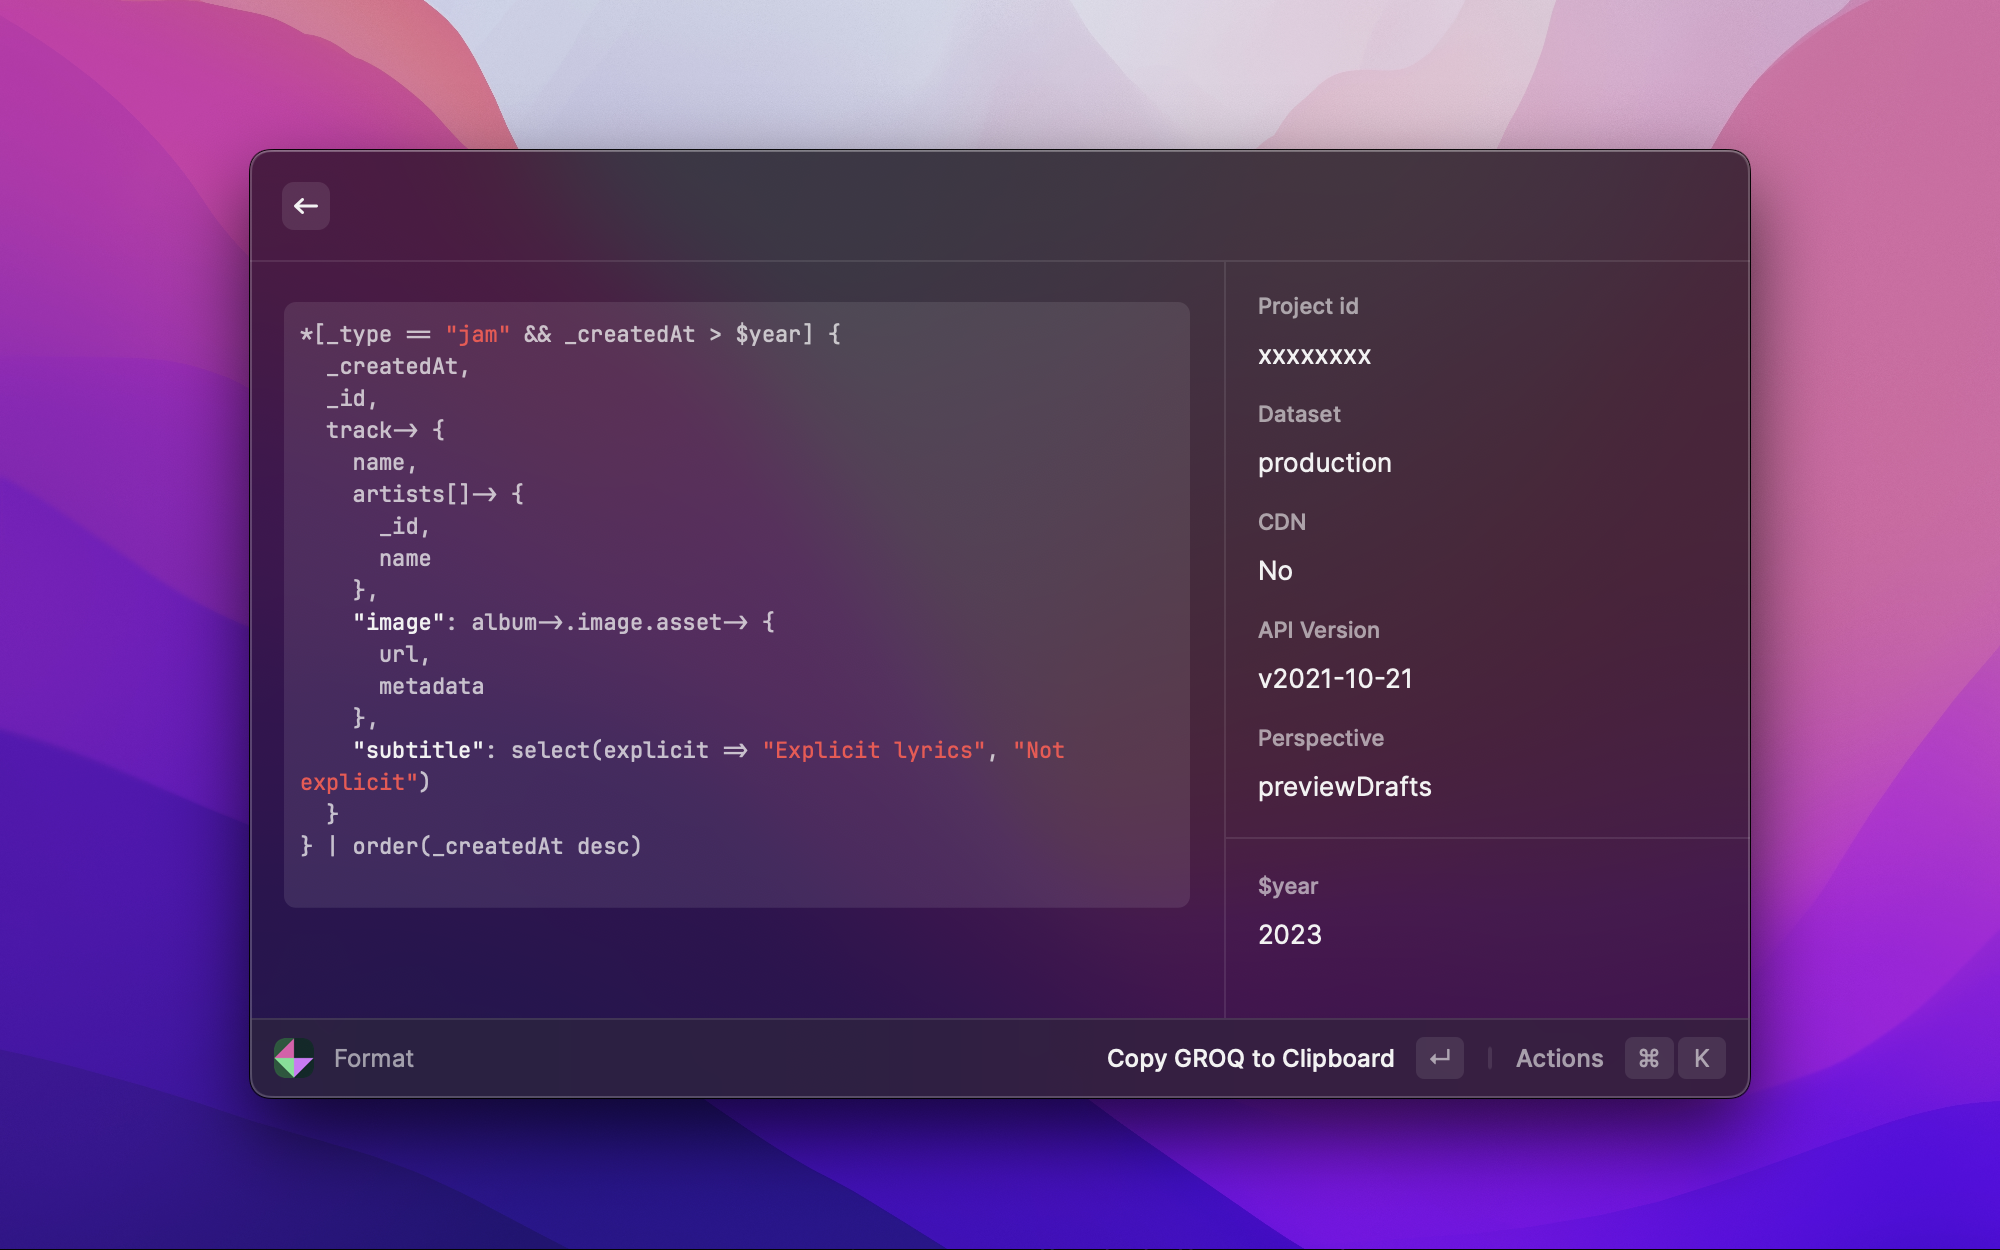 *[_type == "jam" && _createdAt > $year] {
  _createdAt,
  _id,
  track-> {
    name,
    artists[]-> {
      _id,
      name
    },
    "image": album->.image.asset-> {
      url,
      metadata
    },
    "subtitle": select(explicit => "Explicit lyrics", "Not
explicit")
  }
} | order(_createdAt desc)
Project id
xxxxxxxx
Dataset
production
CDN
No
API Version
v2021-10-21
Perspective
previewDrafts
$year
2023
Format
Copy GROQ to Clipboard ↵ | Actions ⌘ K